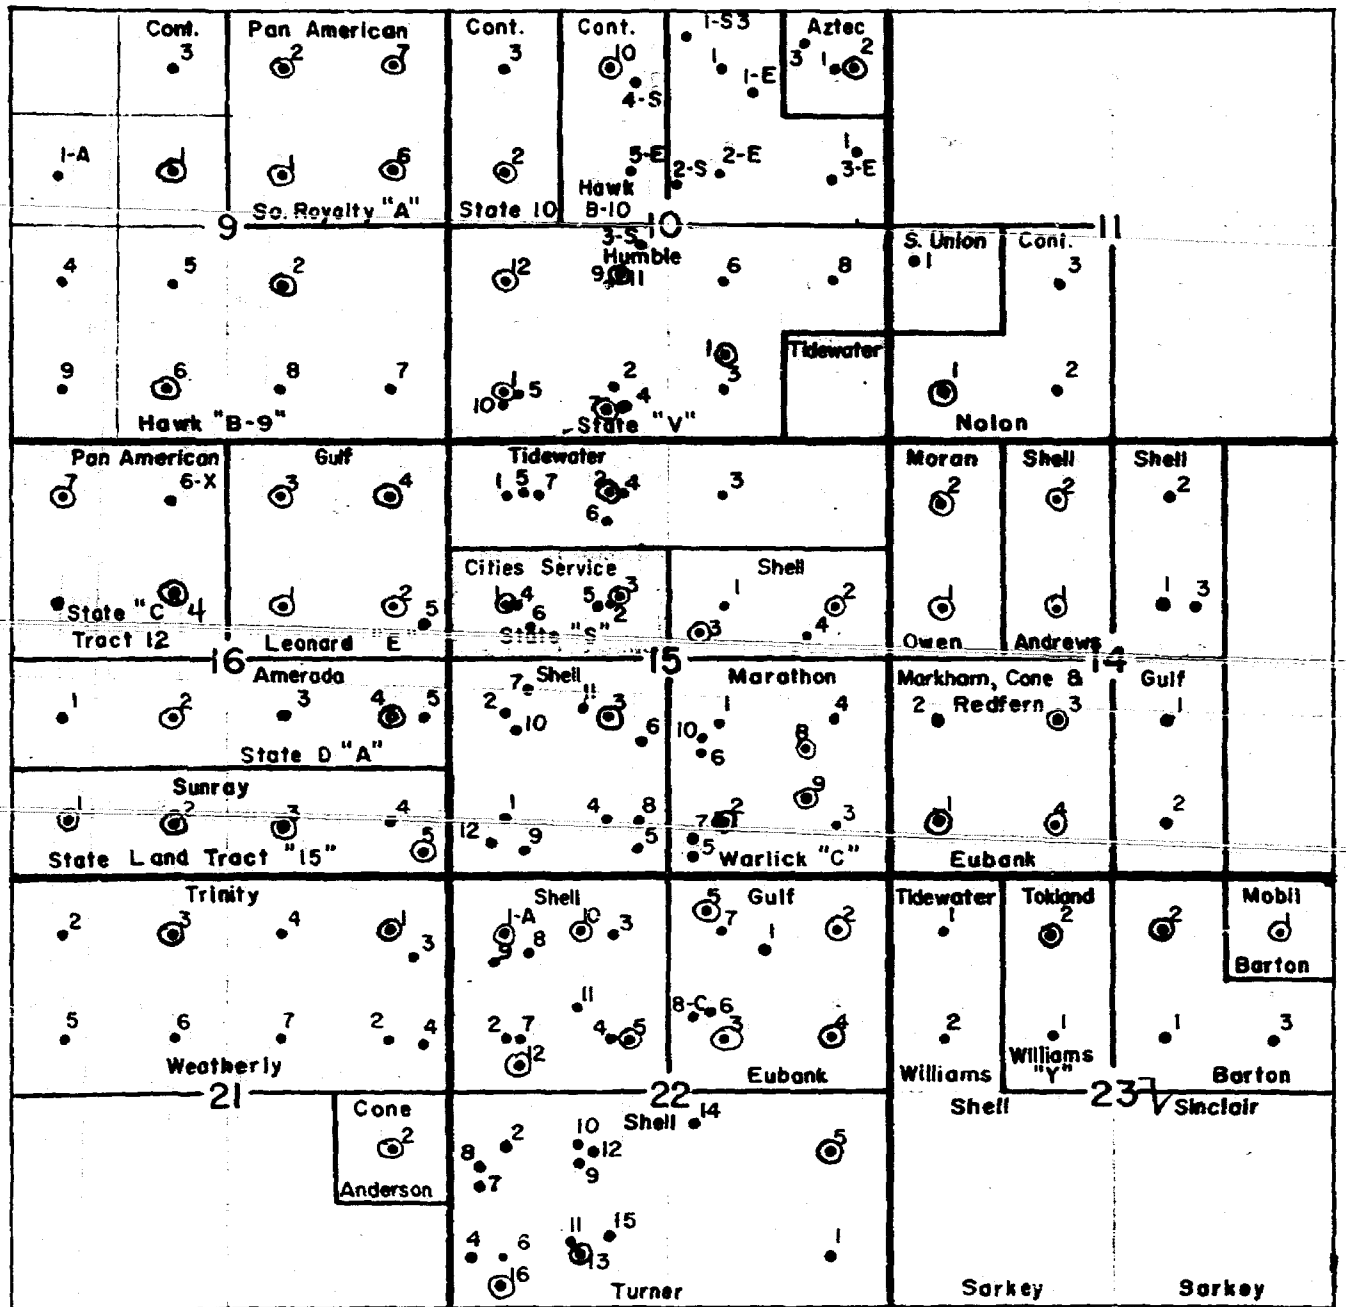 Cont.
3
Pan American
2
7
Cont.
3
Cont.
10
4-S
1-S3
1
1-E
Aztec
3
1
2
1-A
1
1
6
So. Royalty "A"
2
State 10
5-E
Hawk
B-10
2-S
2-E
1
3-E
9
10
11
4
5
2
12
3-S
Humble
9
11
6
8
S. Union
1
Cont.
3
9
6
8
7
Hawk "B-9"
1
5
10
2
7
4
State "V"
1
3
Tidewater
1
2
Nolon
Pan American
7
6-X
Gulf
3
4
Tidewater
1
5
7
2
4
6
3
Moran
2
Shell
2
Shell
2
State "C"
4
Tract 12
1
2
5
Leonard "E"
Cities Service
1
4
6
5
3
2
State "S"
Shell
1
2
3
4
1
Owen
1
Andrews
1
3
16
15
14
Amerada
1
2
3
4
5
State D "A"
Shell
7
2
10
11
3
6
Marathon
1
10
6
8
4
Markham, Cone &
Redfern
2
3
Gulf
1
Sunray
1
2
3
4
5
State Land Tract "15"
1
12
9
4
8
5
2
7
5
9
3
Warlick "C"
1
4
Eubank
2
Trinity
2
3
4
1
3
Shell
1-A
10
3
9
8
Gulf
5
7
1
2
Tidewater
1
Tokland
2
2
Mobil
1
Barton
5
6
7
2
4
Weatherly
11
2
7
4
5
12
8-C
6
3
4
Eubank
2
Williams
1
Williams
"Y"
1
3
Barton
21
22
23
Cone
2
Anderson
Shell
14
2
8
7
10
12
9
5
Shell
Sinclair
4
6
16
11
13
15
1
Turner
Sarkey
Sarkey